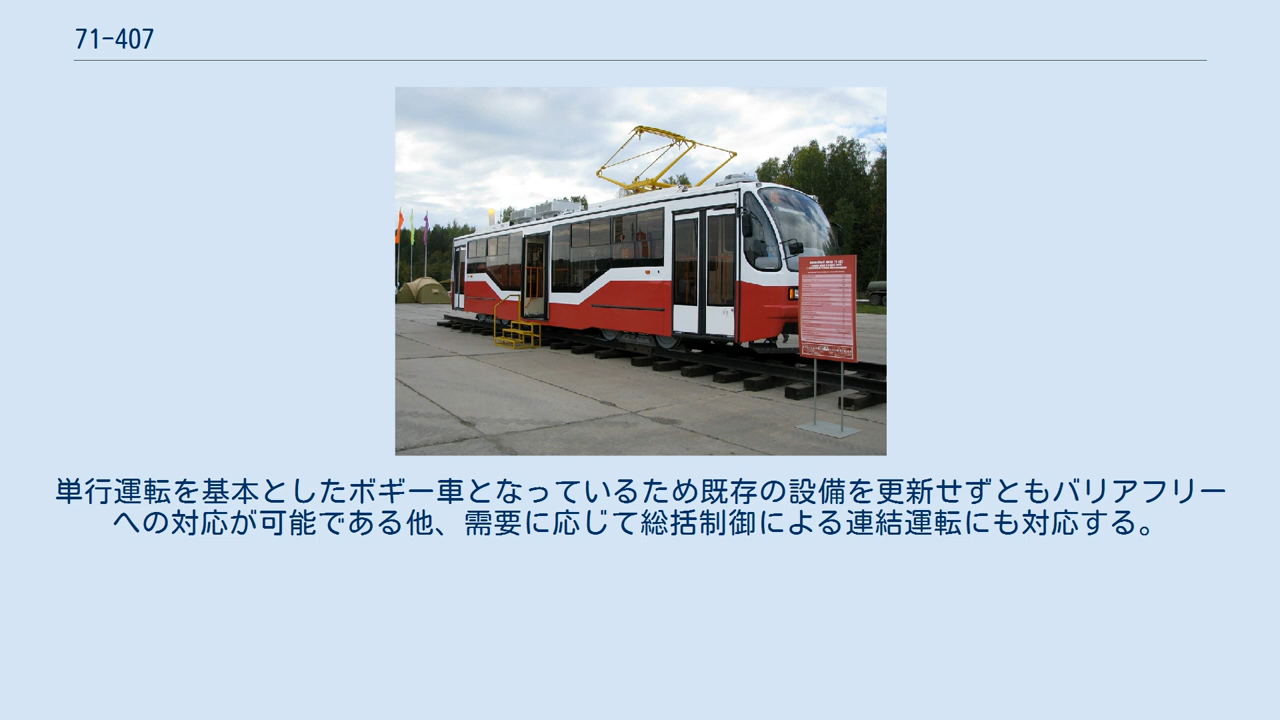 71-407
単行運転を基本としたボギー車となっているため既存の設備を更新せずともバリアフリー
への対応が可能である他、需要に応じて総括制御による連結運転にも対応する。